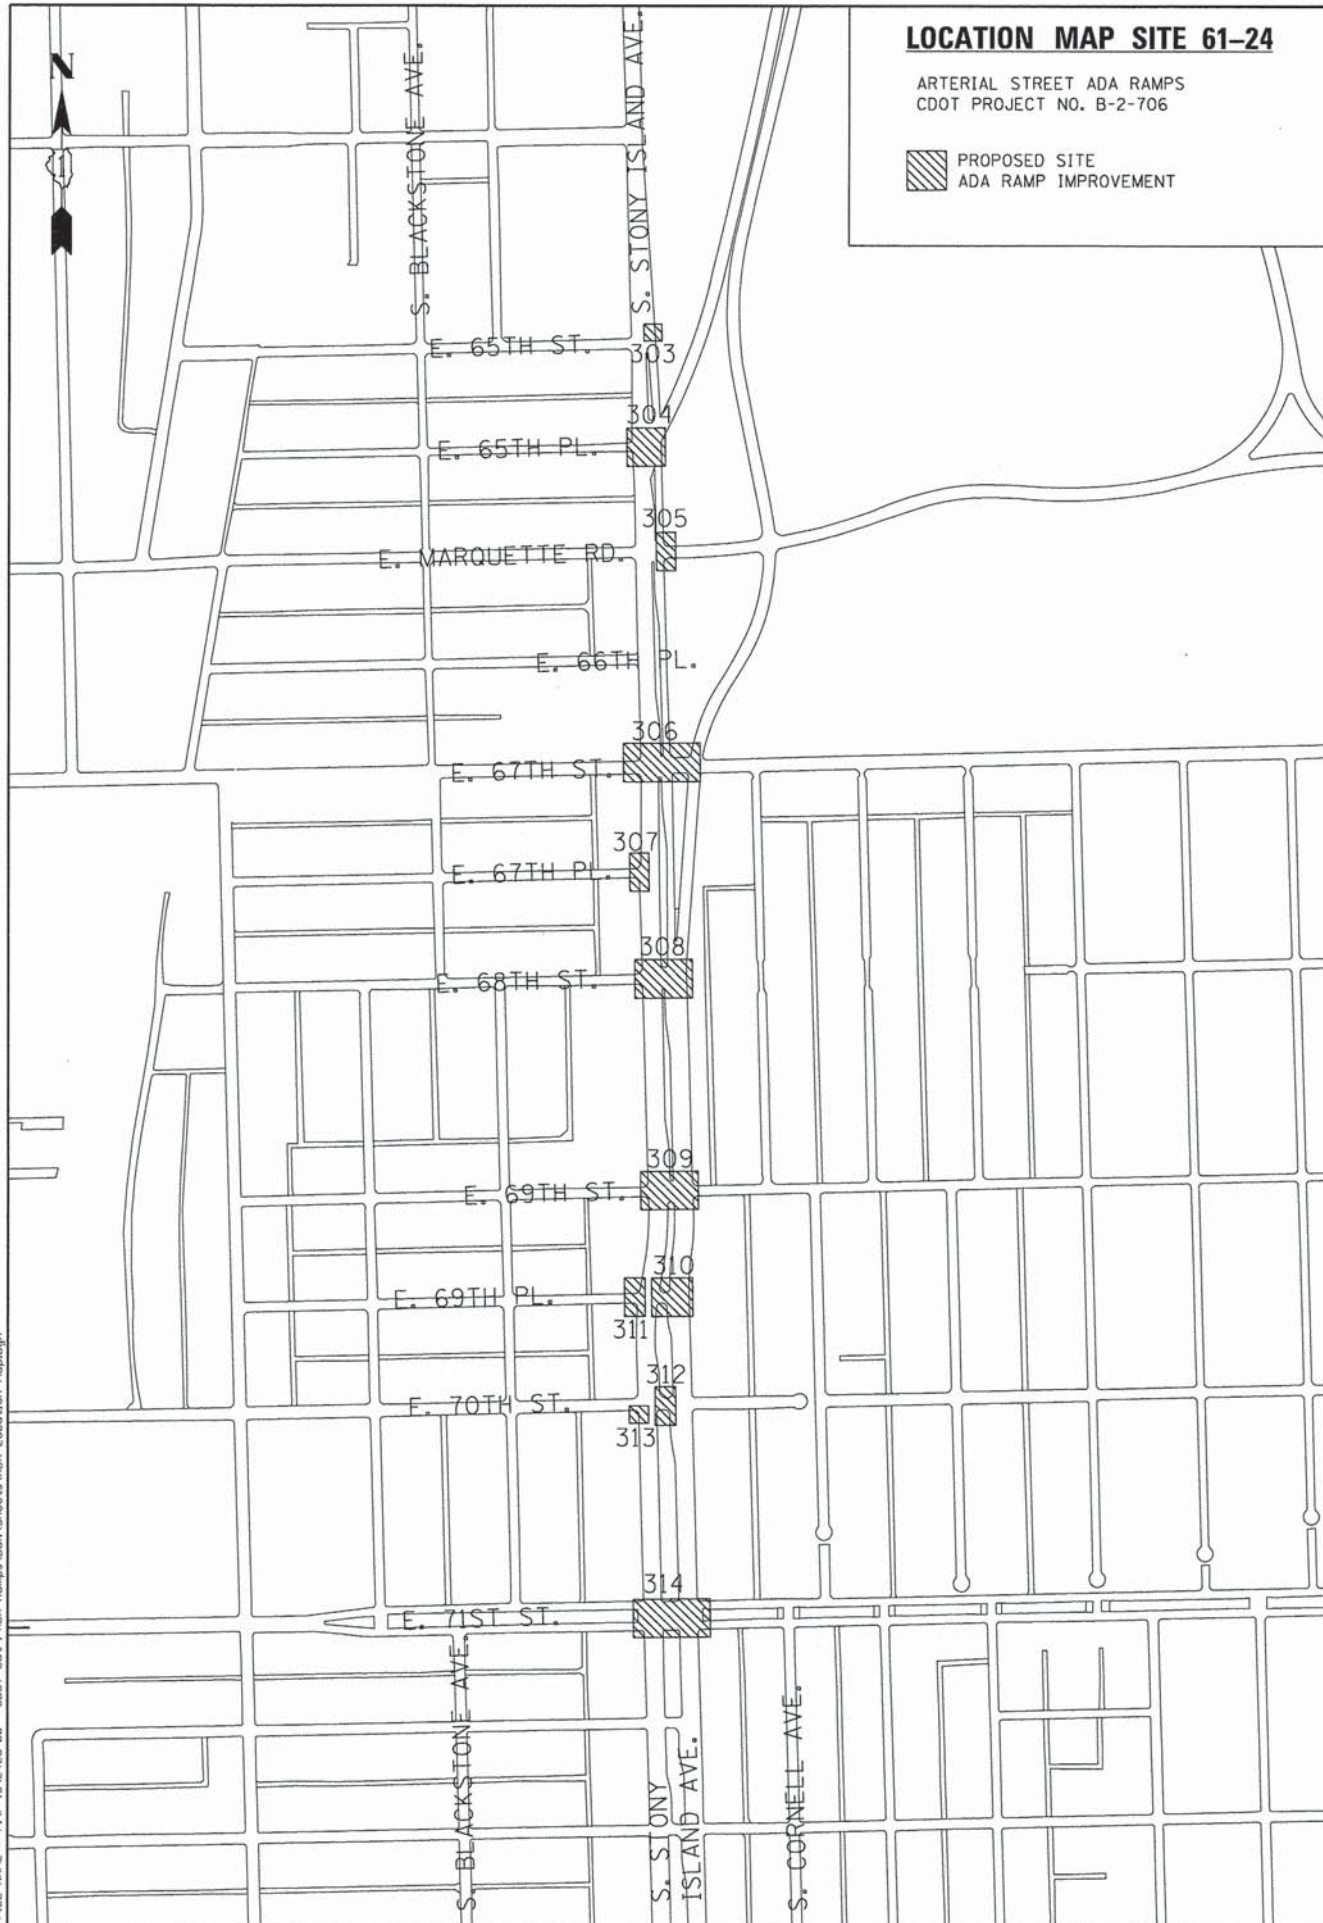 LOCATION MAP SITE 61-24
ARTERIAL STREET ADA RAMPS
CDOT PROJECT NO. B-2-706
PROPOSED SITE
ADA RAMP IMPROVEMENT
N
S. BLACKSTONE AVE.
S. STONY ISLAND AVE.
E. 65TH ST.
303
304
E. 65TH PL.
305
E. MARQUETTE RD.
E. 66TH PL.
306
E. 67TH ST.
307
E. 67TH PL.
308
E. 68TH ST.
309
E. 69TH ST.
310
E. 69TH PL.
311
312
E. 70TH ST.
313
314
E. 71ST ST.
S. BLACKSTONE AVE.
S. STONY
ISLAND AVE.
S. CORNELL AVE.